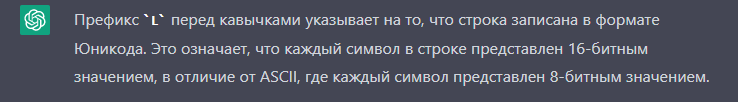 Префикс `L` перед кавычками указывает на то, что строка записана в формате
Юникода. Это означает, что каждый символ в строке представлен 16-битным
значением, в отличие от ASCII, где каждый символ представлен 8-битным значением.